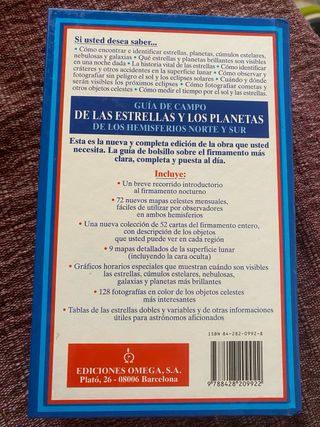 Si usted desea saber...
• Cómo encontrar e identificar estrellas, planetas, cúmulos estelares,
nebulosas y galaxias • Qué estrellas y planetas brillantes son visibles
en una noche dada • La historia vital de las estrellas • Cómo identificar
cráteres y otros accidentes en la superficie lunar • Cómo observar y
fotografiar sin peligro el sol y los eclipses solares • Cuándo y dónde
serán visibles los próximos eclipses • Cómo fotografiar cometas y
otros objetos celestes • Cómo medir el tiempo por el sol y las estrellas.
GUÍA DE CAMPO
DE LAS ESTRELLAS Y LOS PLANETAS
DE LOS HEMISFERIOS NORTE Y SUR
Esta es la nueva y completa edición de la obra que usted
necesita. La guía de bolsillo sobre el firmamento más
clara, completa y puesta al día.
Incluye:
• Un breve recorrido introductorio
al firmamento nocturno
• 72 nuevos mapas celestes mensuales,
fáciles de utilizar por observadores
en ambos hemisferios
• Una nueva colección de 52 cartas del firmamento entero,
con descripción de los objetos
que usted puede ver en cada región
• 9 mapas detallados de la superficie lunar
(incluyendo la cara oculta)
• Gráficos horarios especiales que muestran cuándo son visibles
las estrellas, cúmulos estelares, nebulosas,
galaxias y planetas más brillantes
• 128 fotografías en color de los objetos celestes
más interesantes
• Tablas de las estrellas dobles y variables y de otras informaciones
útiles para astrónomos aficionados
ISBN 84-282-0992-8
EDICIONES OMEGA, S.A.
Plató, 26 - 08006 Barcelona
9 788428 209922